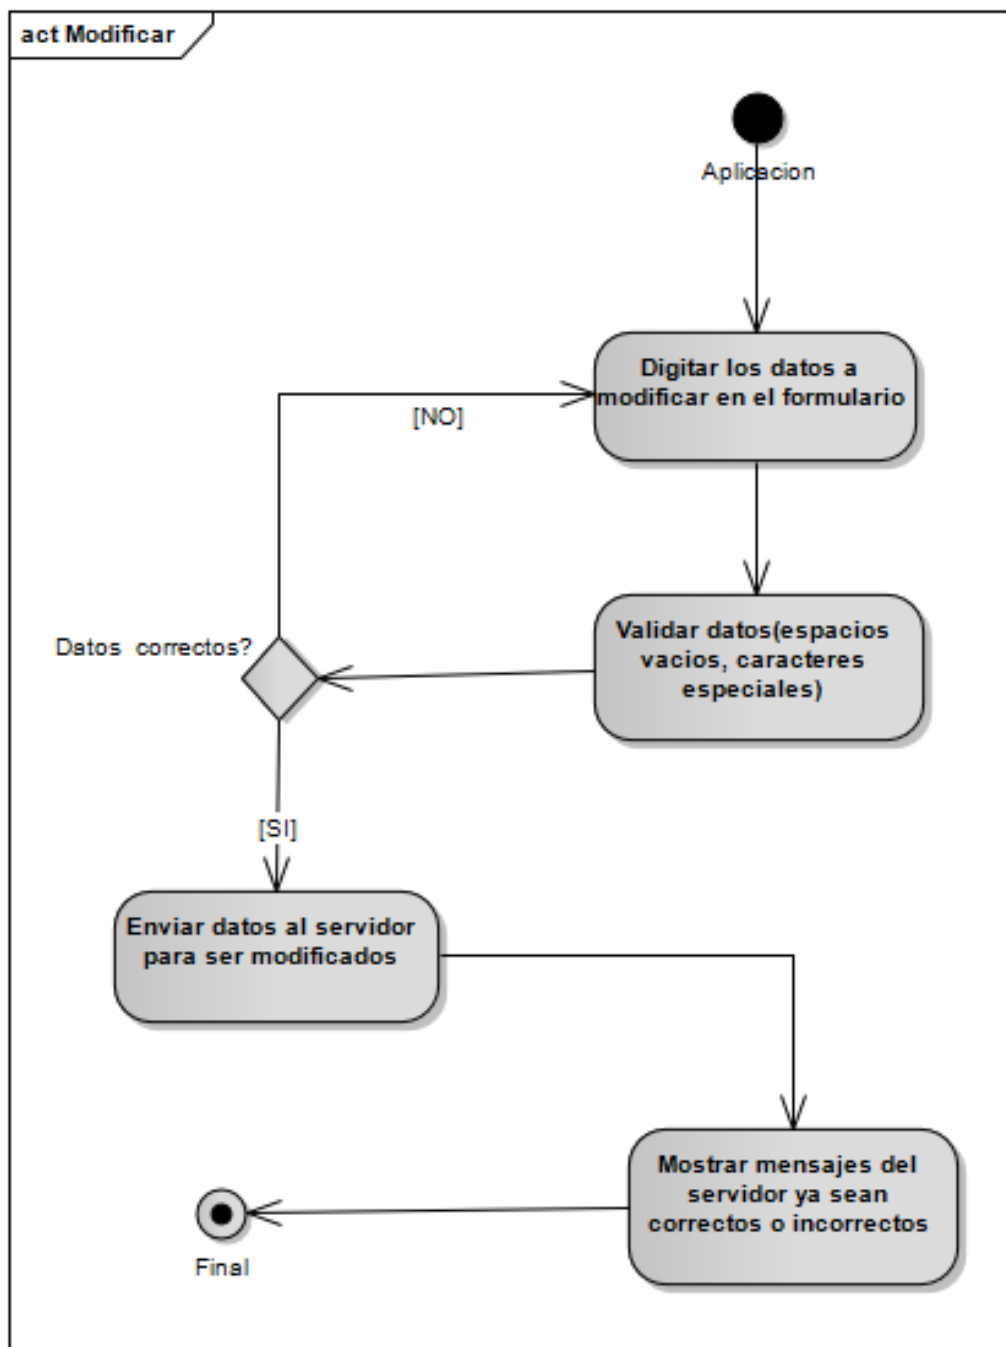 act Modificar
Aplicacion
Digitar los datos a
modificar en el formulario
[NO]
Validar datos(espacios
vacios, caracteres
especiales)
Datos correctos?
[SI]
Enviar datos al servidor
para ser modificados
Mostrar mensajes del
servidor ya sean
correctos o incorrectos
Final